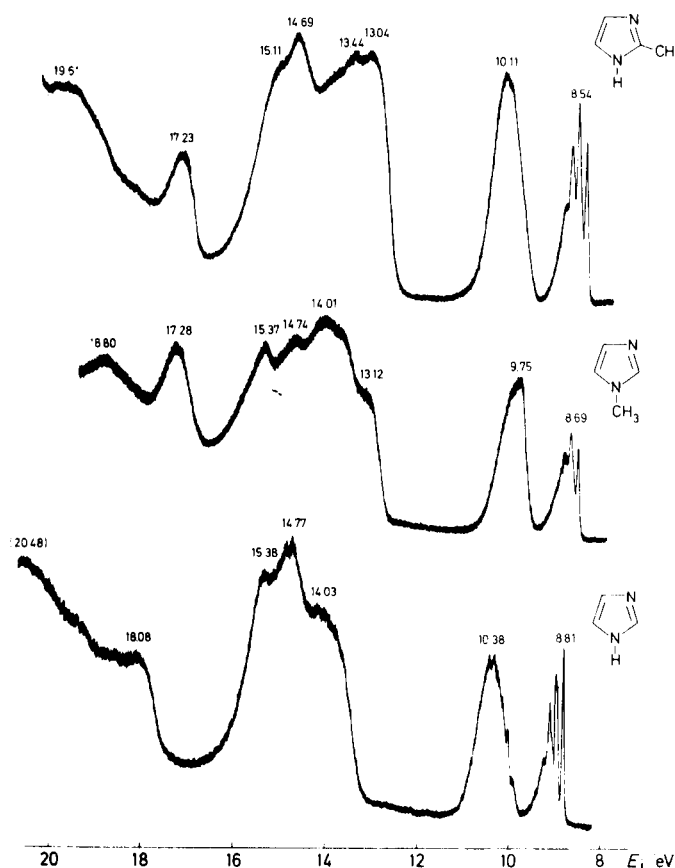 14 69
13 04
13 44
15.11
N
CH
N
H
10.11
8 54
19 5'
17 23
14 01
14.74
15.37
17 28
18.80
13.12
9.75
8 69
N
N
CH₃
14.77
(20 48)
15 38
14.03
18.08
10.38
8 81
N
N
H
20
18
16
14
12
10
8
E, eV